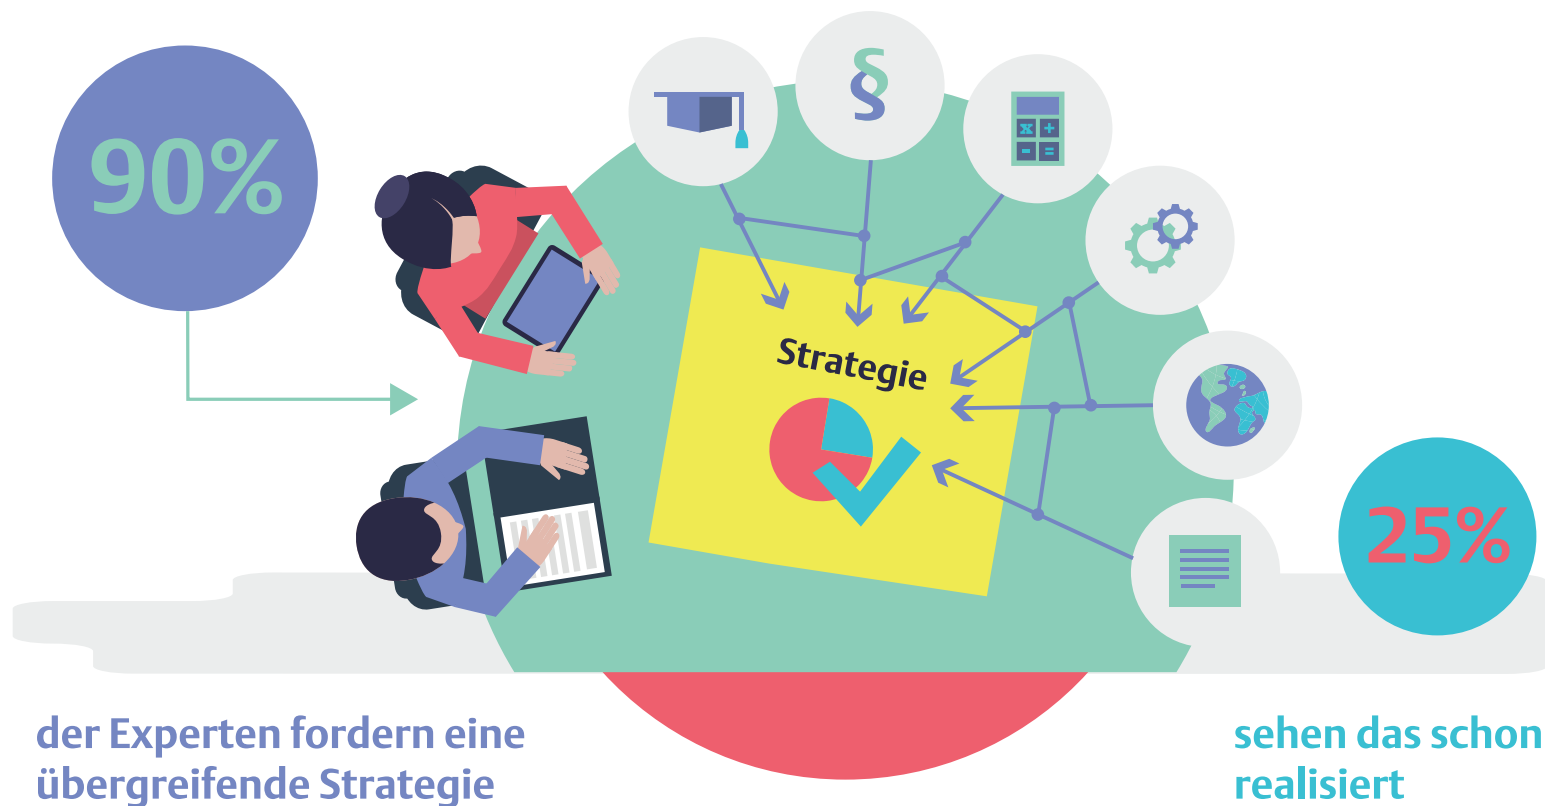 90%
§
x +
- =
Strategie
25%
der Experten fordern eine
übergreifende Strategie
sehen das schon
realisiert